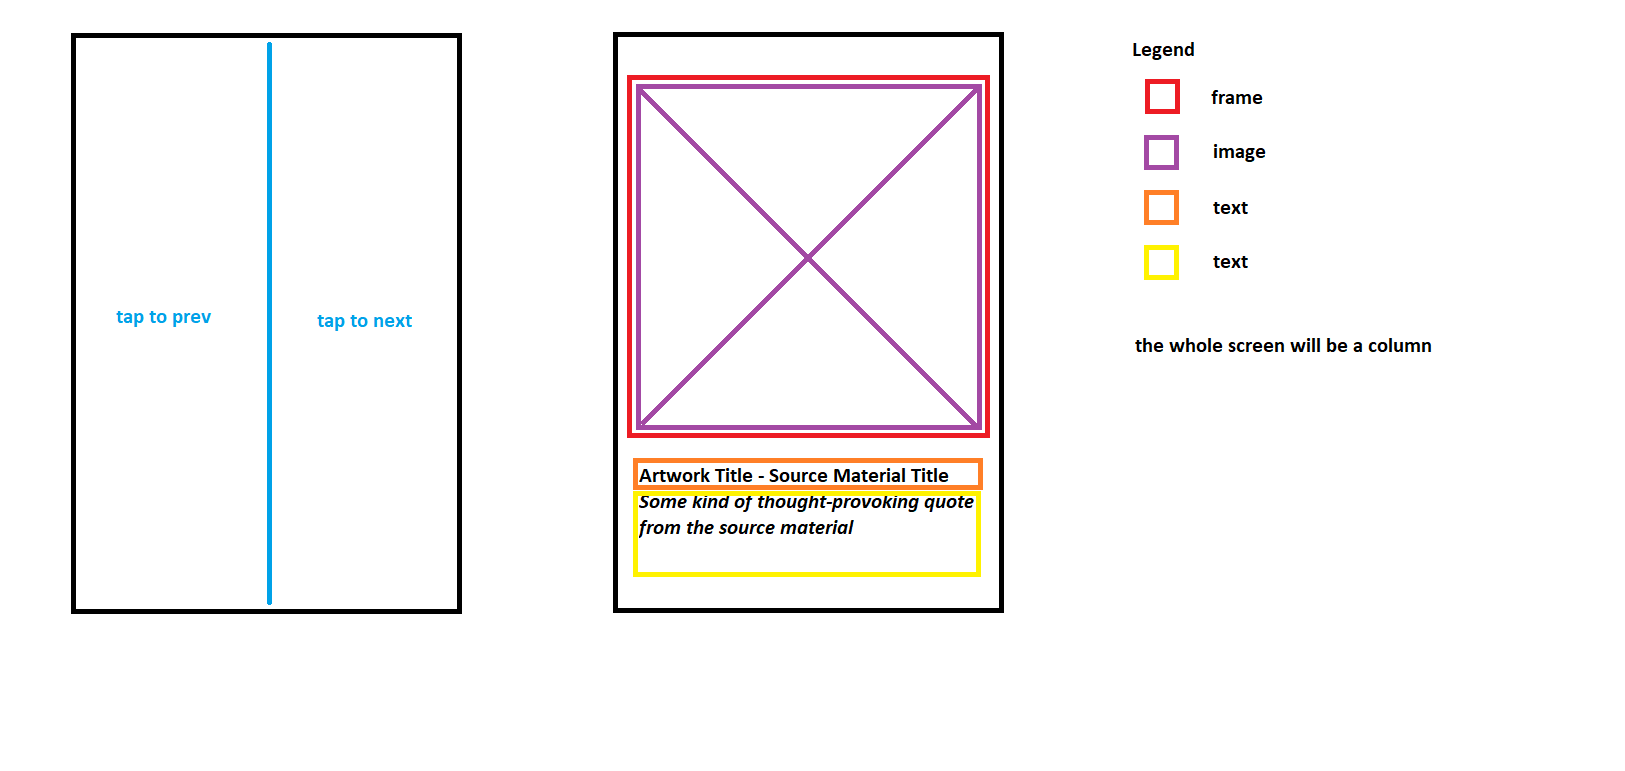 tap to prev
tap to next
Artwork Title - Source Material Title
Some kind of thought-provoking quote
from the source material
Legend
frame
image
text
text
the whole screen will be a column